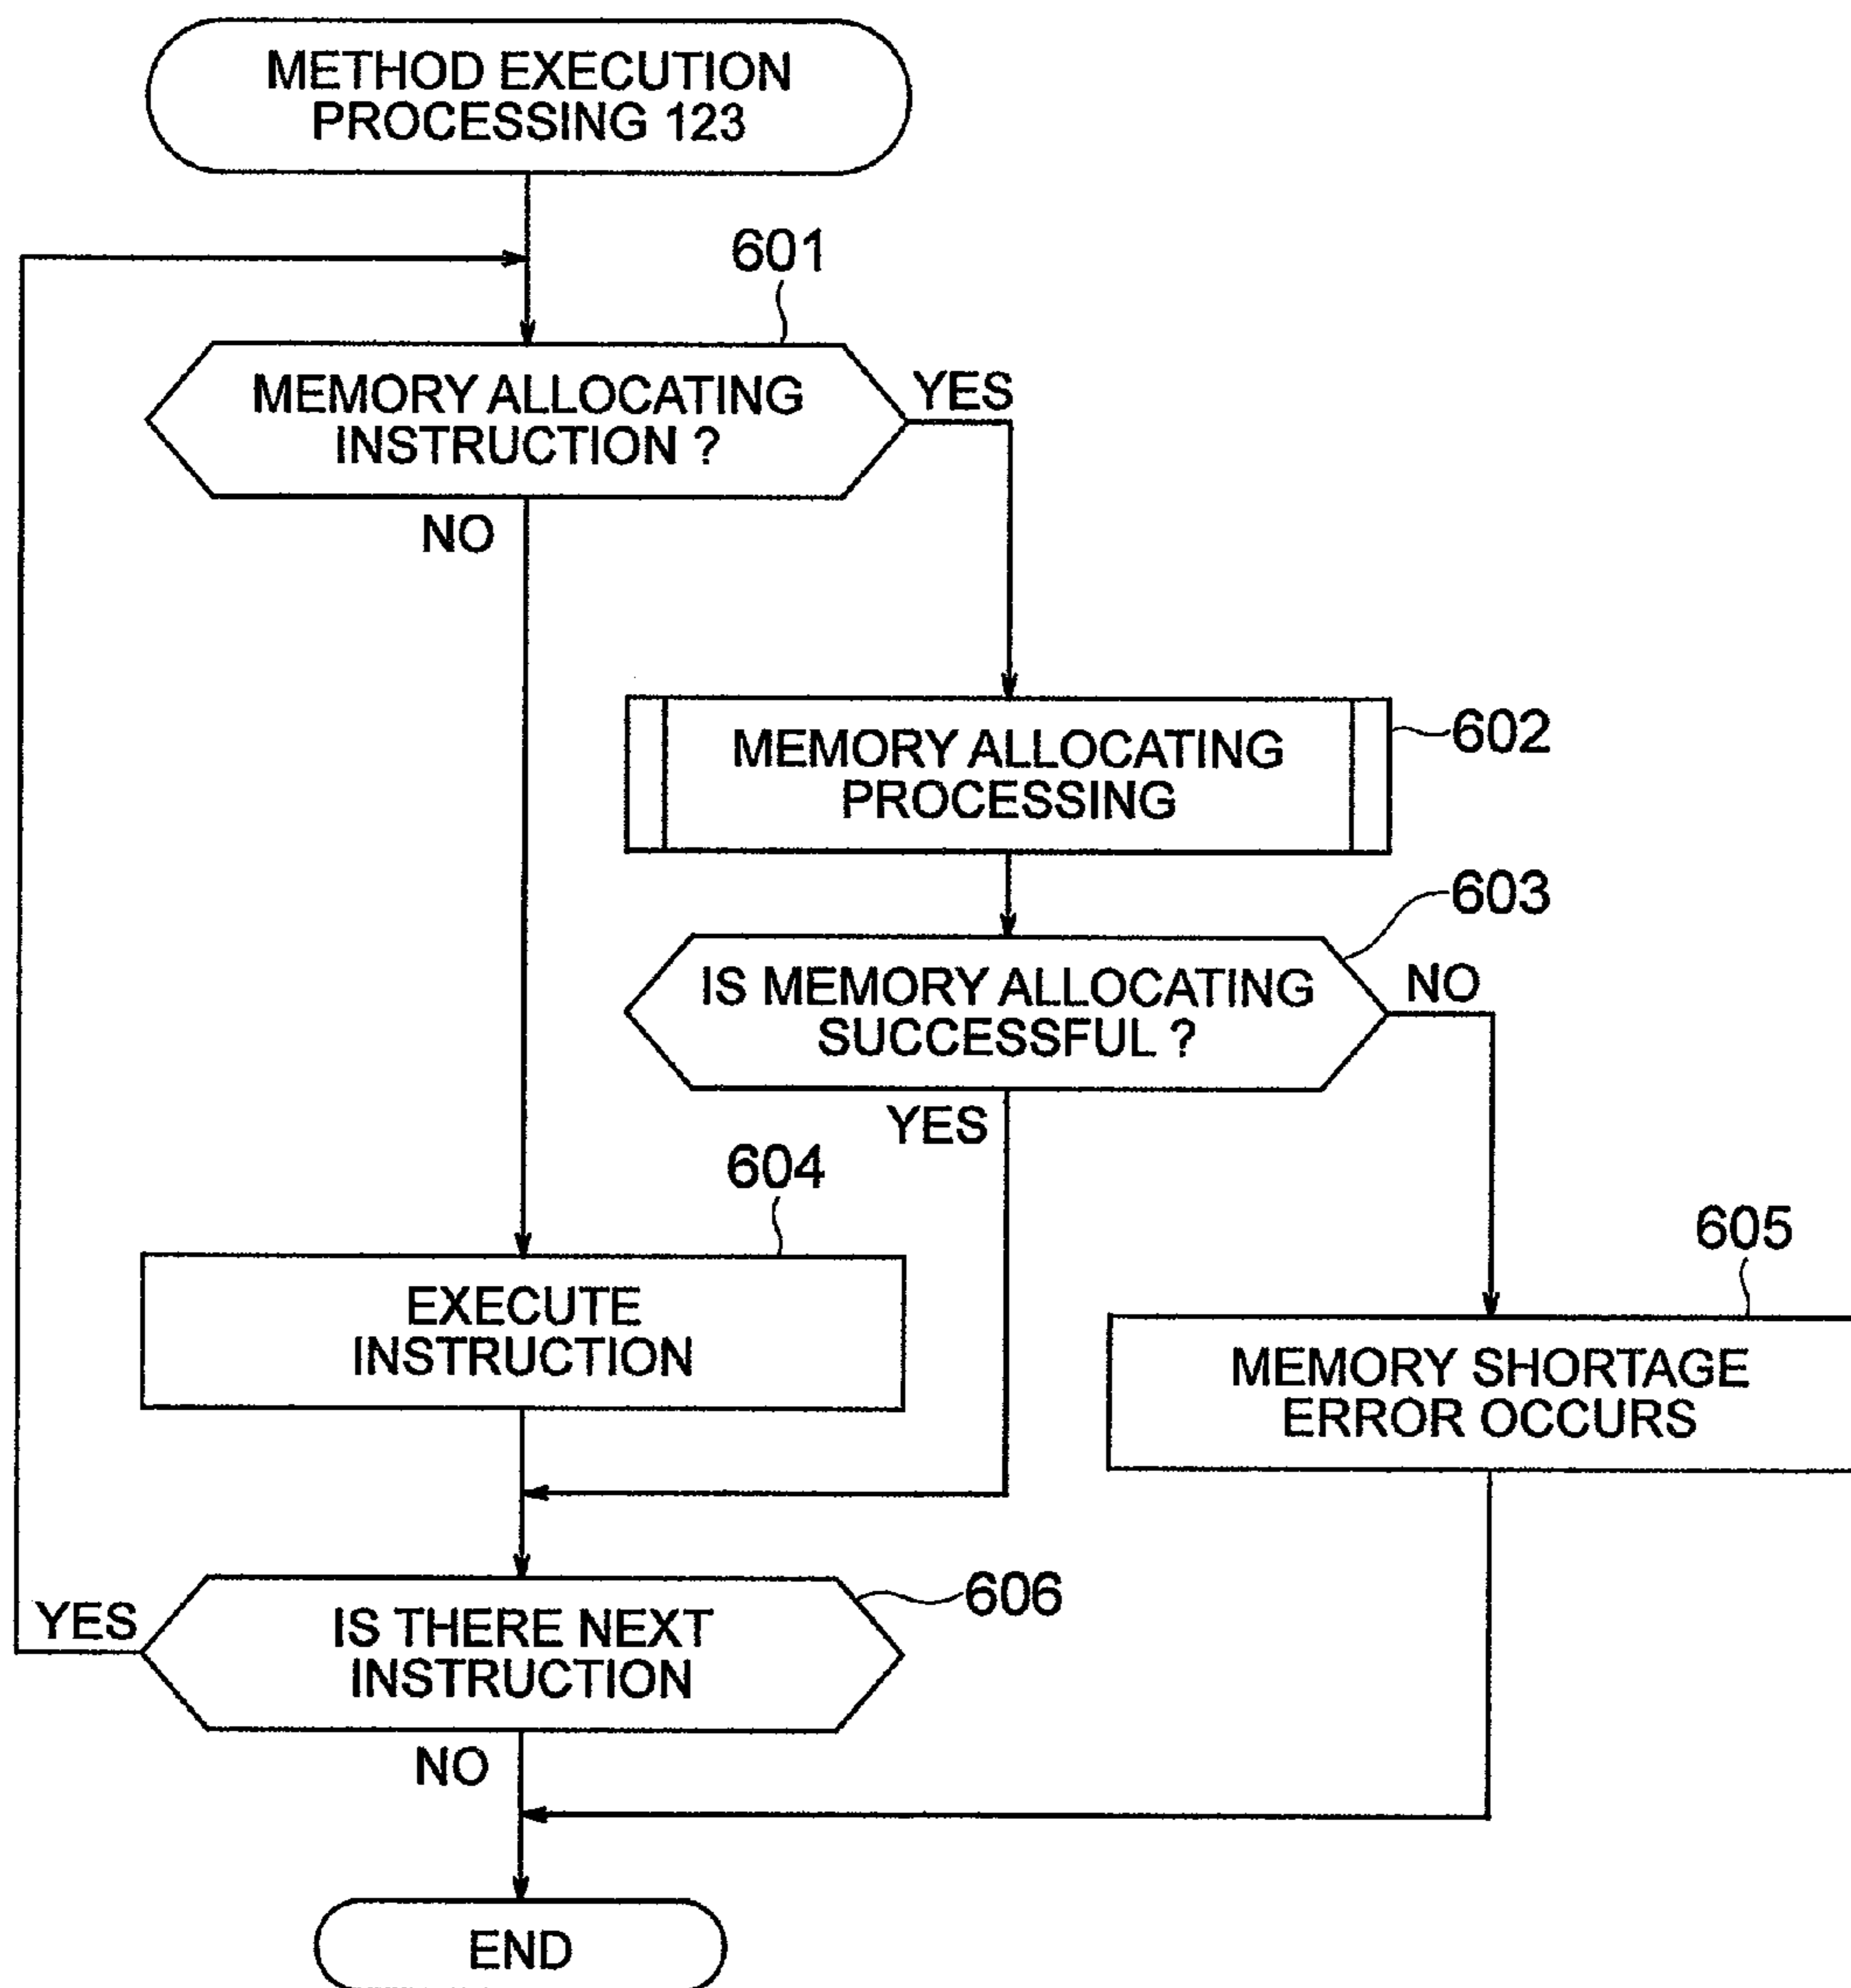 METHOD EXECUTION
PROCESSING 123
601
MEMORY ALLOCATING
INSTRUCTION ?
YES
NO
602
MEMORY ALLOCATING
PROCESSING
603
IS MEMORY ALLOCATING
SUCCESSFUL ?
NO
YES
604
EXECUTE
INSTRUCTION
605
MEMORY SHORTAGE
ERROR OCCURS
606
IS THERE NEXT
INSTRUCTION
YES
NO
END